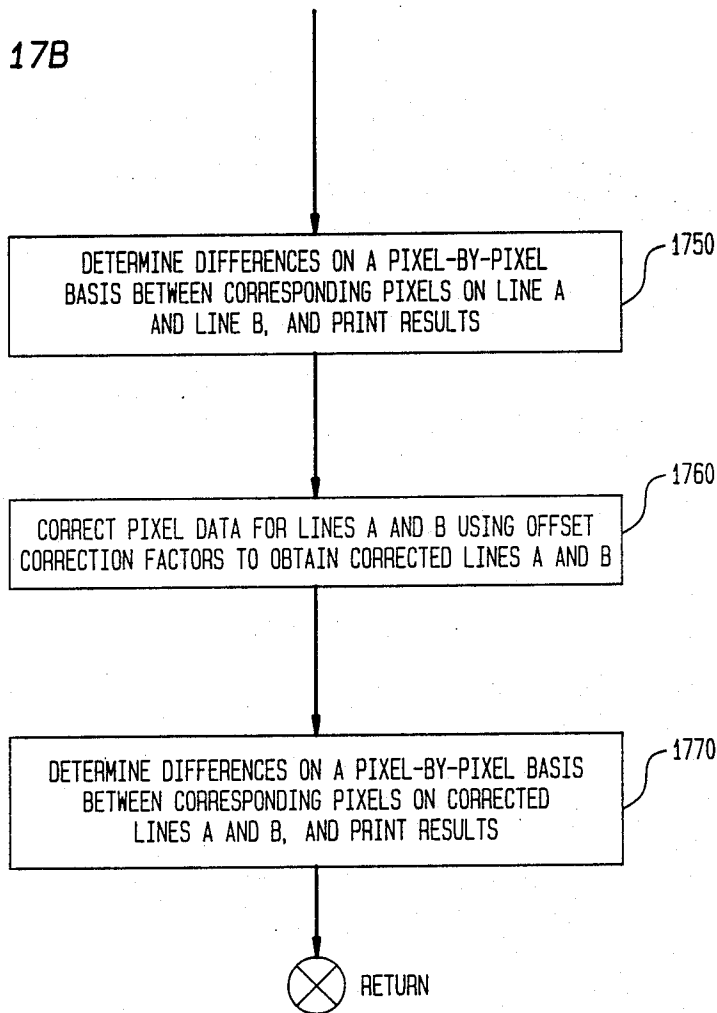 17B
DETERMINE DIFFERENCES ON A PIXEL-BY-PIXEL
BASIS BETWEEN CORRESPONDING PIXELS ON LINE A
AND LINE B, AND PRINT RESULTS
1750
CORRECT PIXEL DATA FOR LINES A AND B USING OFFSET
CORRECTION FACTORS TO OBTAIN CORRECTED LINES A AND B
1760
DETERMINE DIFFERENCES ON A PIXEL-BY-PIXEL BASIS
BETWEEN CORRESPONDING PIXELS ON CORRECTED
LINES A AND B, AND PRINT RESULTS
1770
RETURN